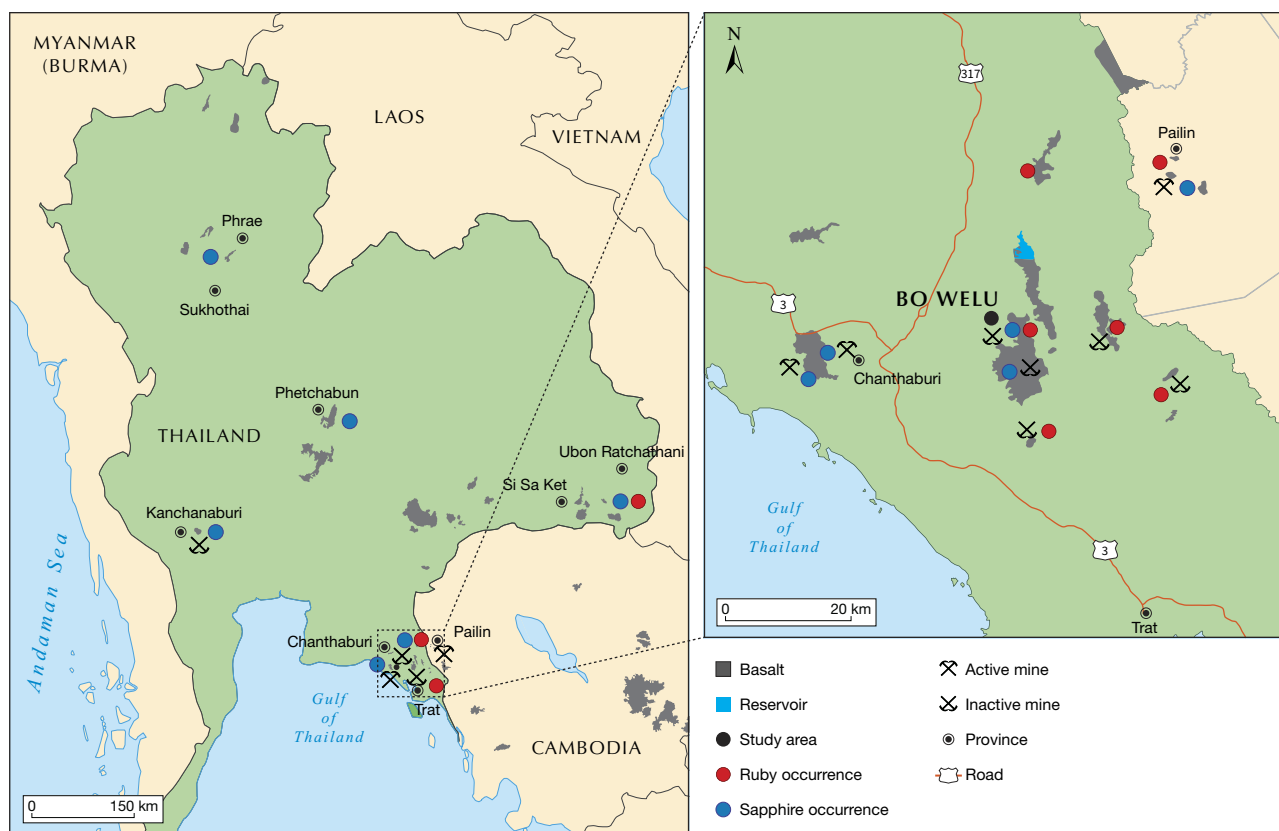 MYANMAR
(BURMA)
LAOS
VIETNAM
Phrae
Sukhothai
Phetchabun
THAILAND
Ubon Ratchathani
Si Sa Ket
Kanchanaburi
Andaman Sea
Chanthaburi
Pailin
Gulf
of
Thailand
Trat
CAMBODIA
0 150 km
N
317
Pailin
3
BO WELU
Chanthaburi
Gulf
of
Thailand
3
0 20 km
Trat
Basalt
Reservoir
Study area
Ruby occurrence
Sapphire occurrence
Active mine
Inactive mine
Province
Road